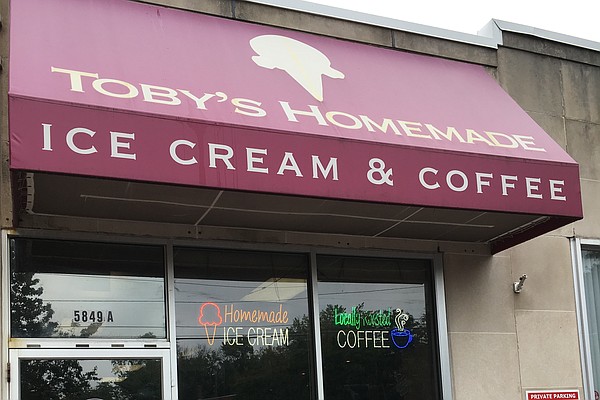 TOBY'S HOMEMADE
ICE CREAM & COFFEE
5849 A
Homemade
ICE CREAM
Locally Roasted
COFFEE
PRIVATE PARKING